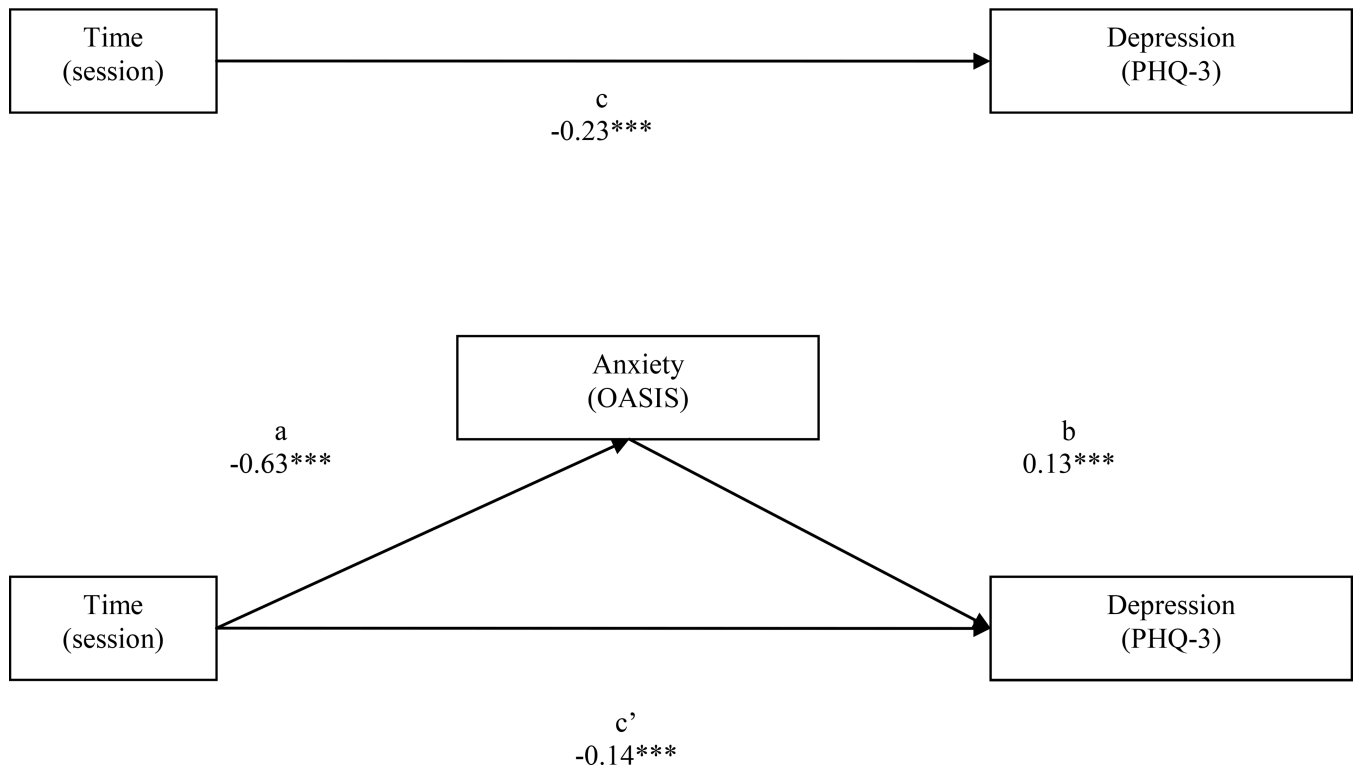 Time
(session)
Depression
(PHQ-3)
c
-0.23***
Anxiety
(OASIS)
a
-0.63***
b
0.13***
Time
(session)
Depression
(PHQ-3)
c’
-0.14***